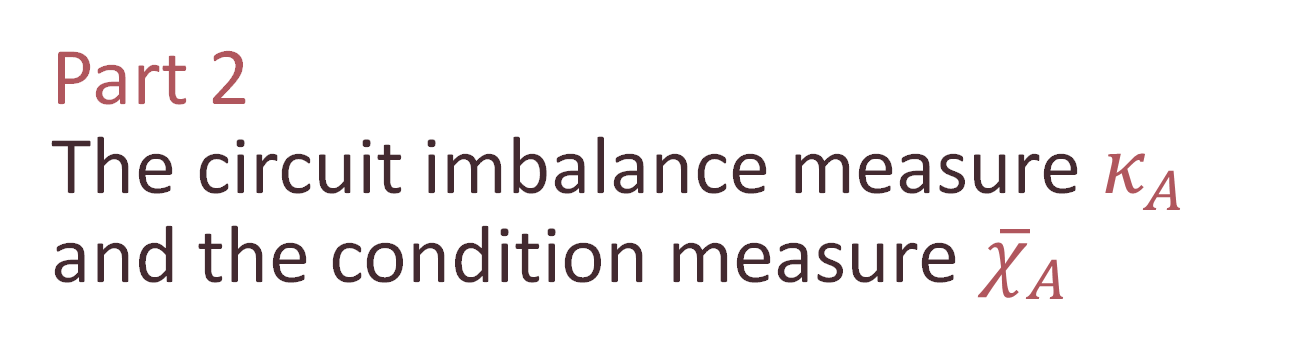 Part 2
The circuit imbalance measure κ_A
and the condition measure χ̄_A